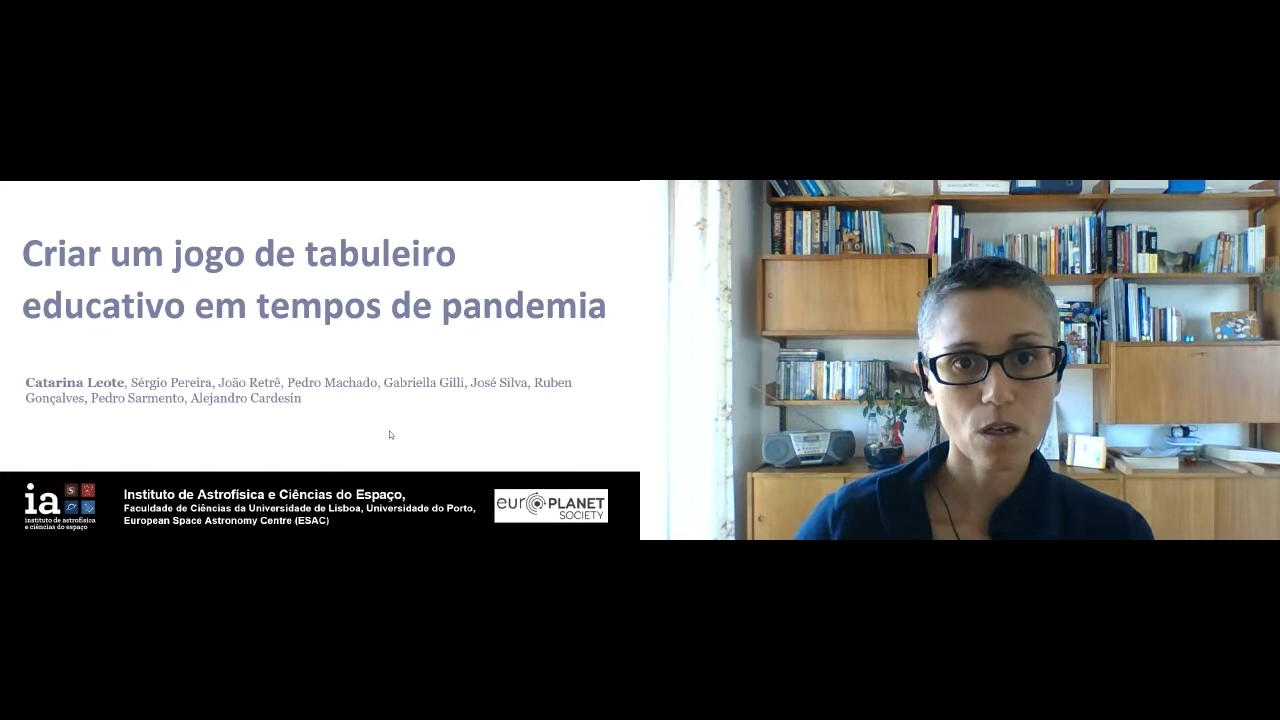 Criar um jogo de tabuleiro
educativo em tempos de pandemia
Catarina Leote, Sérgio Pereira, João Retrê, Pedro Machado, Gabriella Gilli, José Silva, Ruben
Gonçalves, Pedro Sarmento, Alejandro Cardesín
ia
instituto de astrofísica
e ciências do espaço
Instituto de Astrofísica e Ciências do Espaço,
Faculdade de Ciências da Universidade de Lisboa, Universidade do Porto,
European Space Astronomy Centre (ESAC)
euroPLANET
SOCIETY